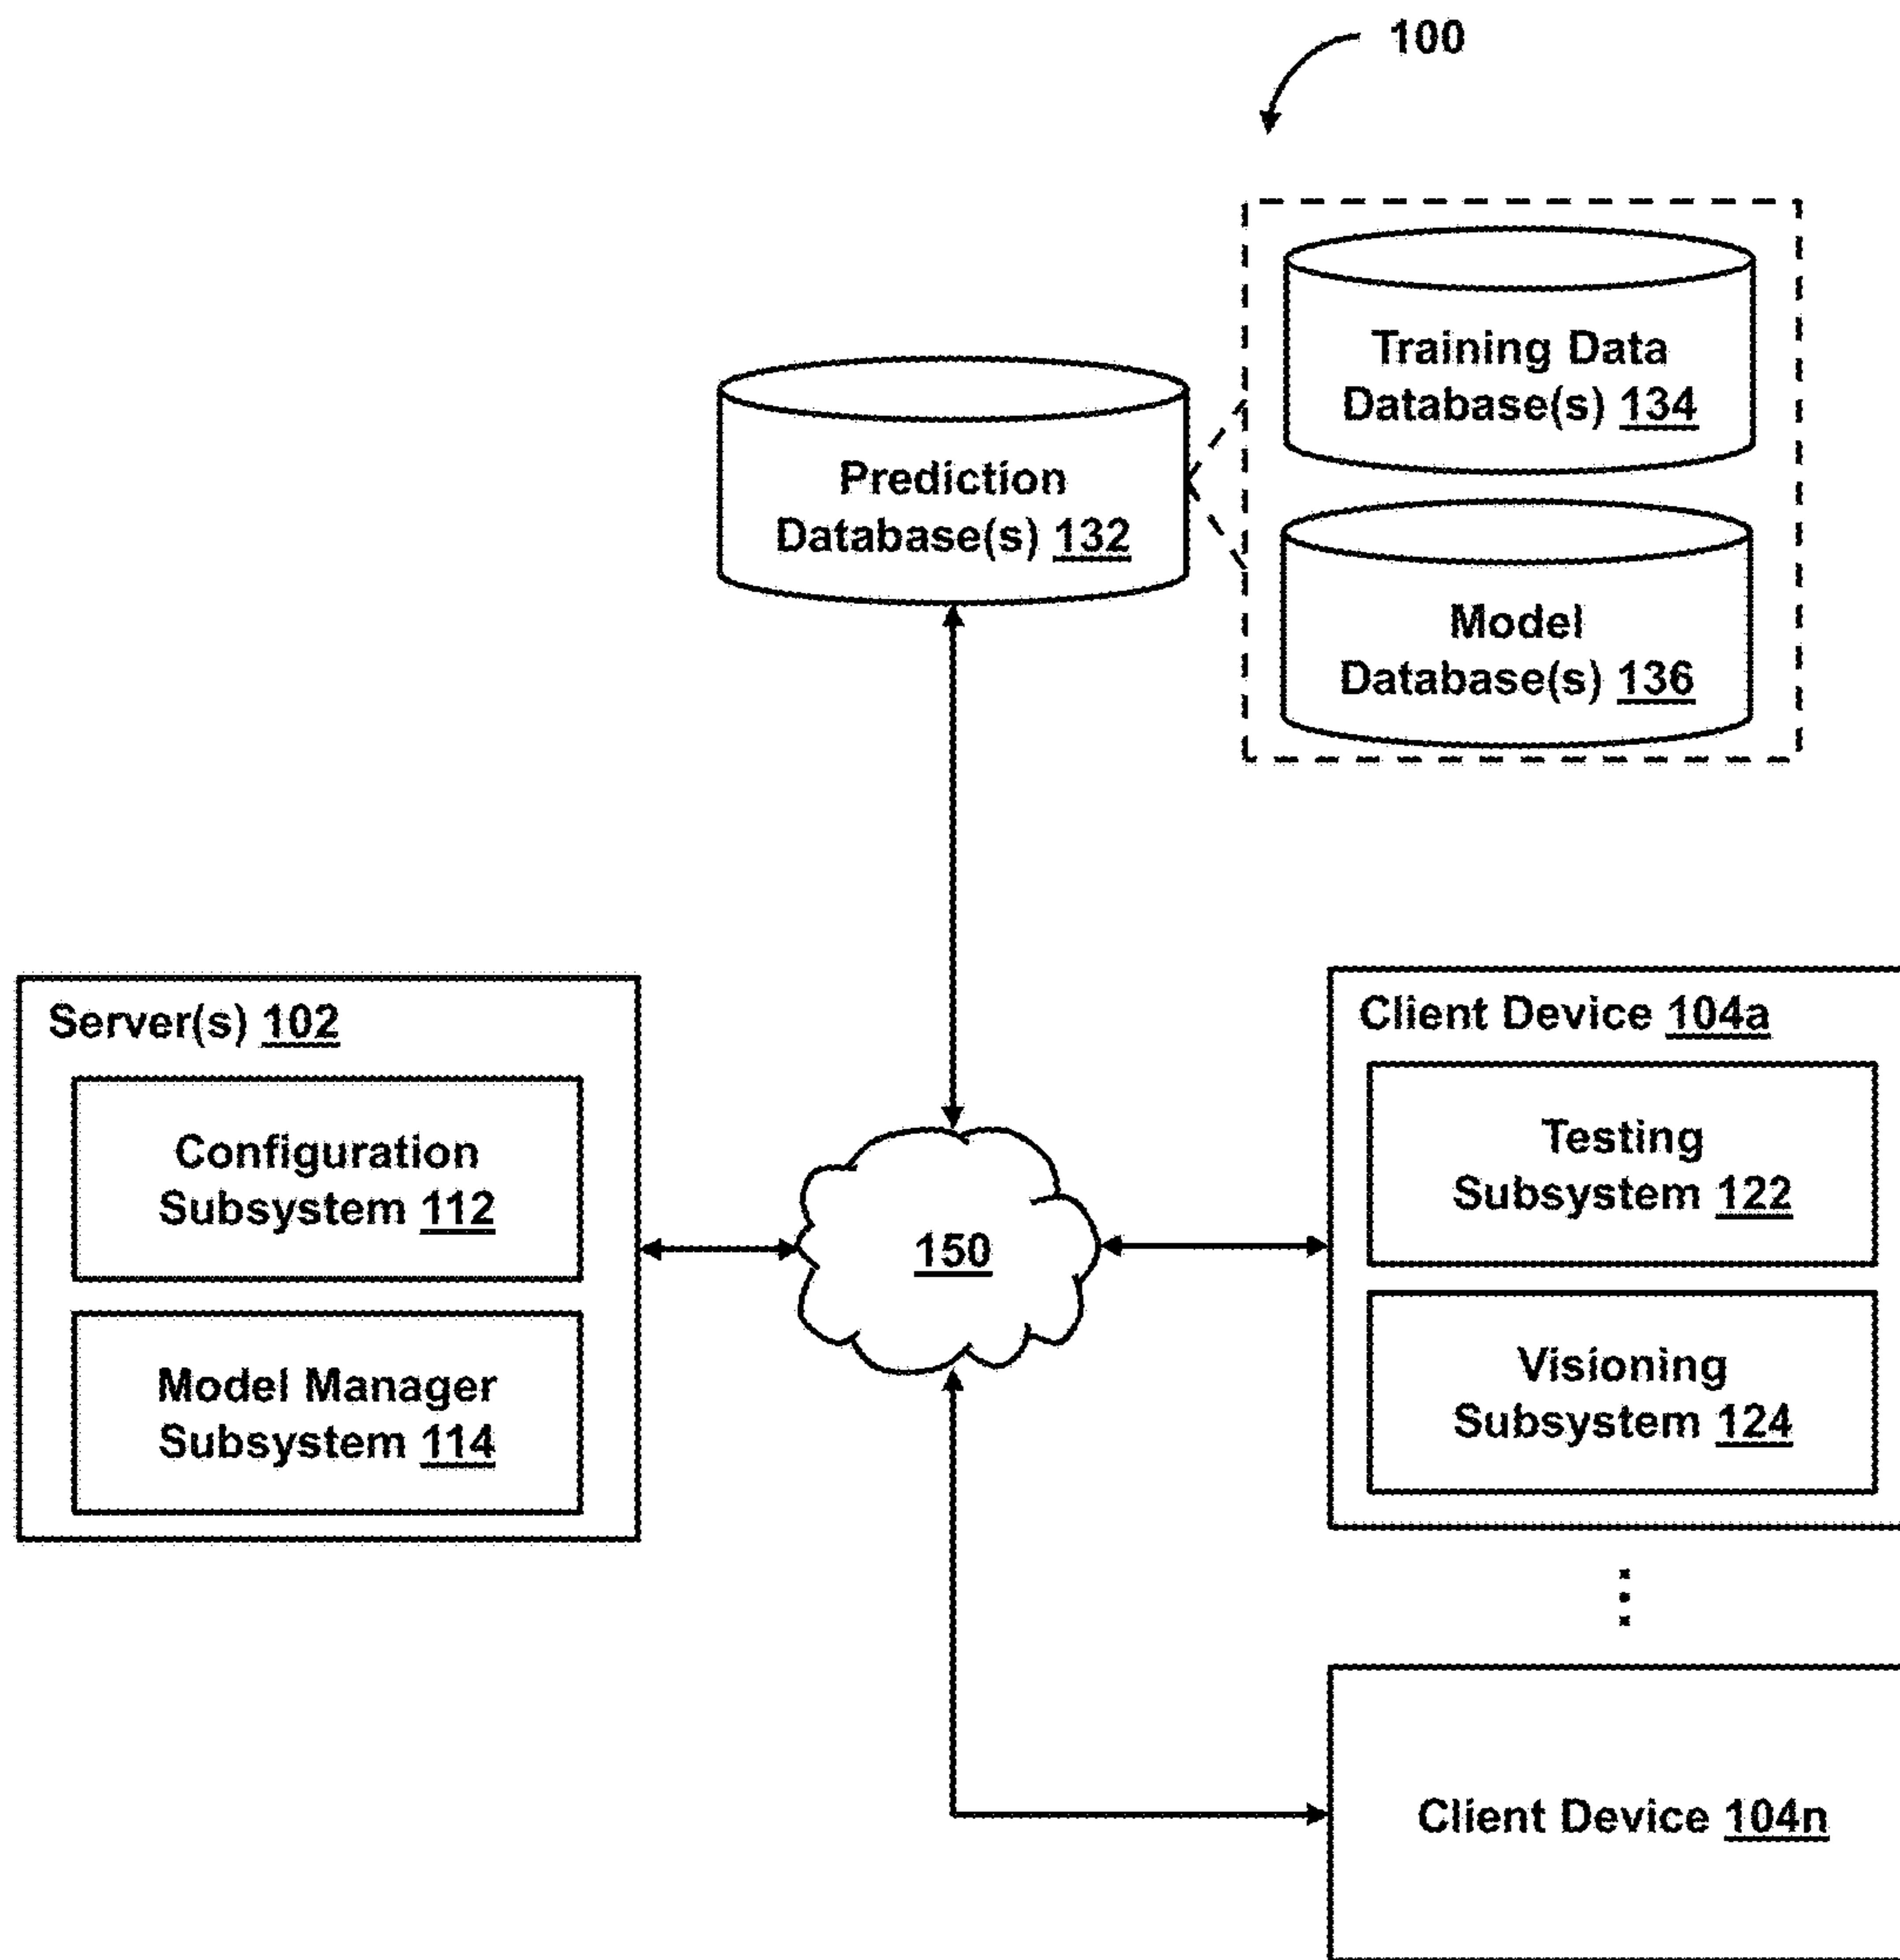 100
Training Data
Database(s) 134
Prediction
Database(s) 132
Model
Database(s) 136
Server(s) 102
Configuration
Subsystem 112
Model Manager
Subsystem 114
150
Client Device 104a
Testing
Subsystem 122
Visioning
Subsystem 124
Client Device 104n